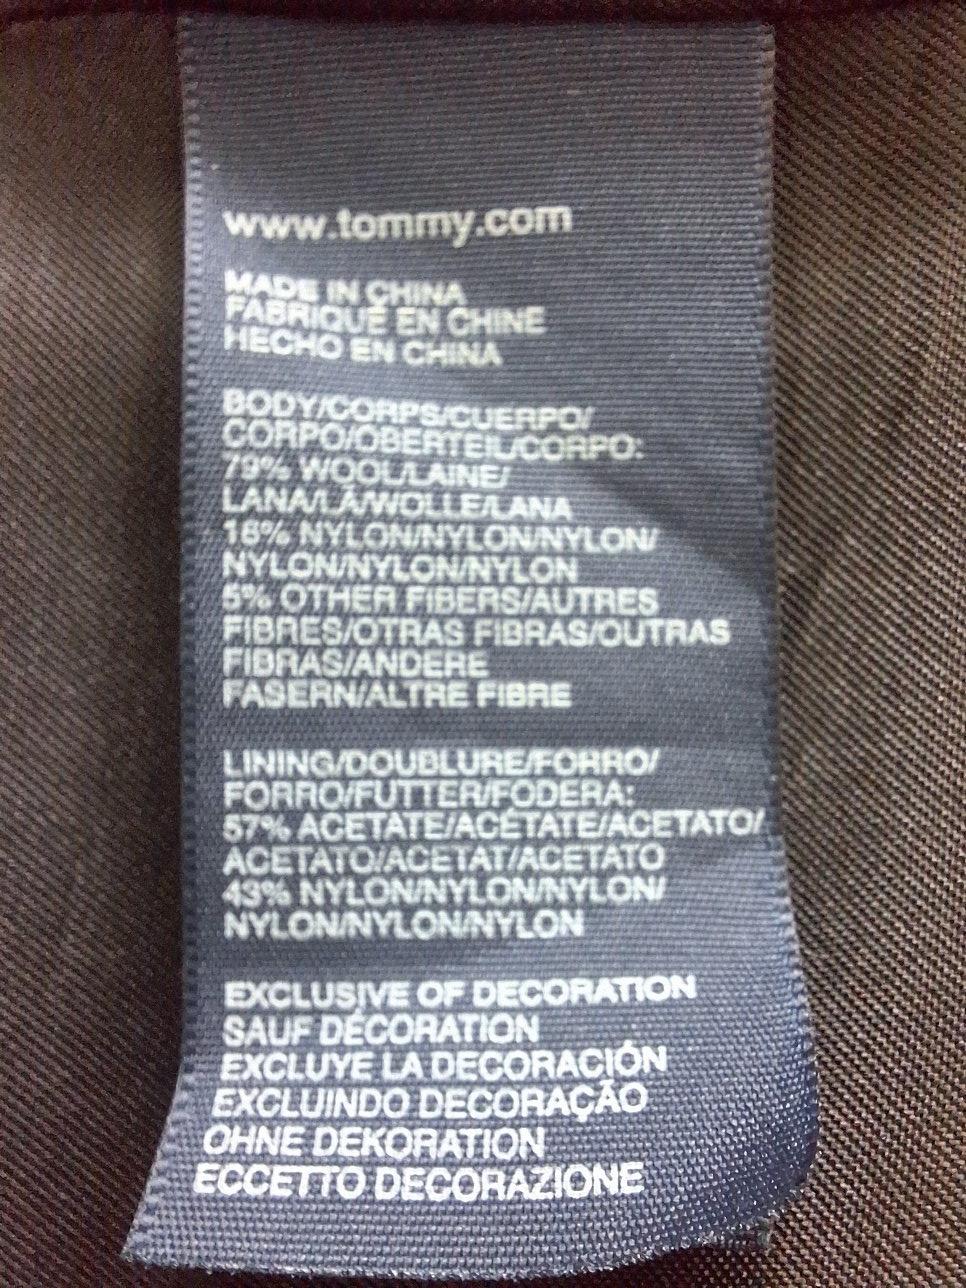 www.tommy.com
MADE IN CHINA
FABRIQUÉ EN CHINE
HECHO EN CHINA
BODY/CORPS/CUERPO/
CORPO/OBERTEIL/CORPO:
79% WOOL/LAINE/
LANA/LÃ/WOLLE/LANA
16% NYLON/NYLON/NYLON/
NYLON/NYLON/NYLON
5% OTHER FIBERS/AUTRES
FIBRES/OTRAS FIBRAS/OUTRAS
FIBRAS/ANDERE
FASERN/ALTRE FIBRE
LINING/DOUBLURE/FORRO/
FORRO/FUTTER/FODERA:
57% ACETATE/ACÉTATE/ACETATO/
ACETATO/ACETAT/ACETATO
43% NYLON/NYLON/NYLON/
NYLON/NYLON/NYLON
EXCLUSIVE OF DECORATION
SAUF DÉCORATION
EXCLUYE LA DECORACIÓN
EXCLUINDO DECORAÇÃO
OHNE DEKORATION
ECCETTO DECORAZIONE